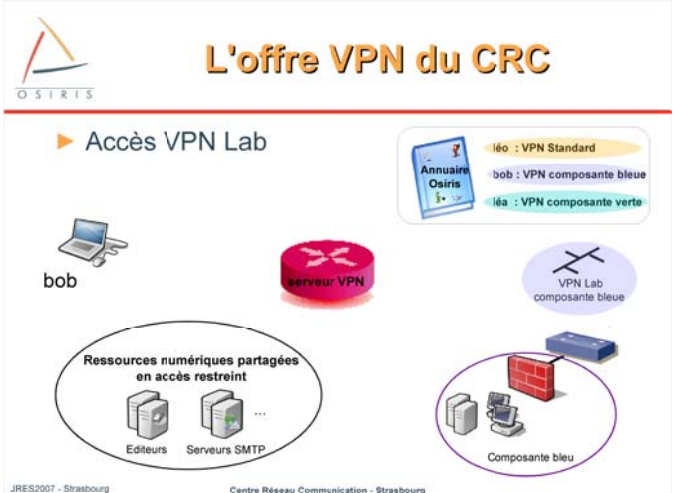 L'offre VPN du CRC
OSIRIS
Accès VPN Lab
Annuaire
Osiris
léo : VPN Standard
bob : VPN composante bleue
léa : VPN composante verte
bob
serveur VPN
VPN Lab
composante bleue
Ressources numériques partagées
en accès restreint
...
Editeurs
Serveurs SMTP
Composante bleu
JRES2007 - Strasbourg
Centre Réseau Communication - Strasbourg